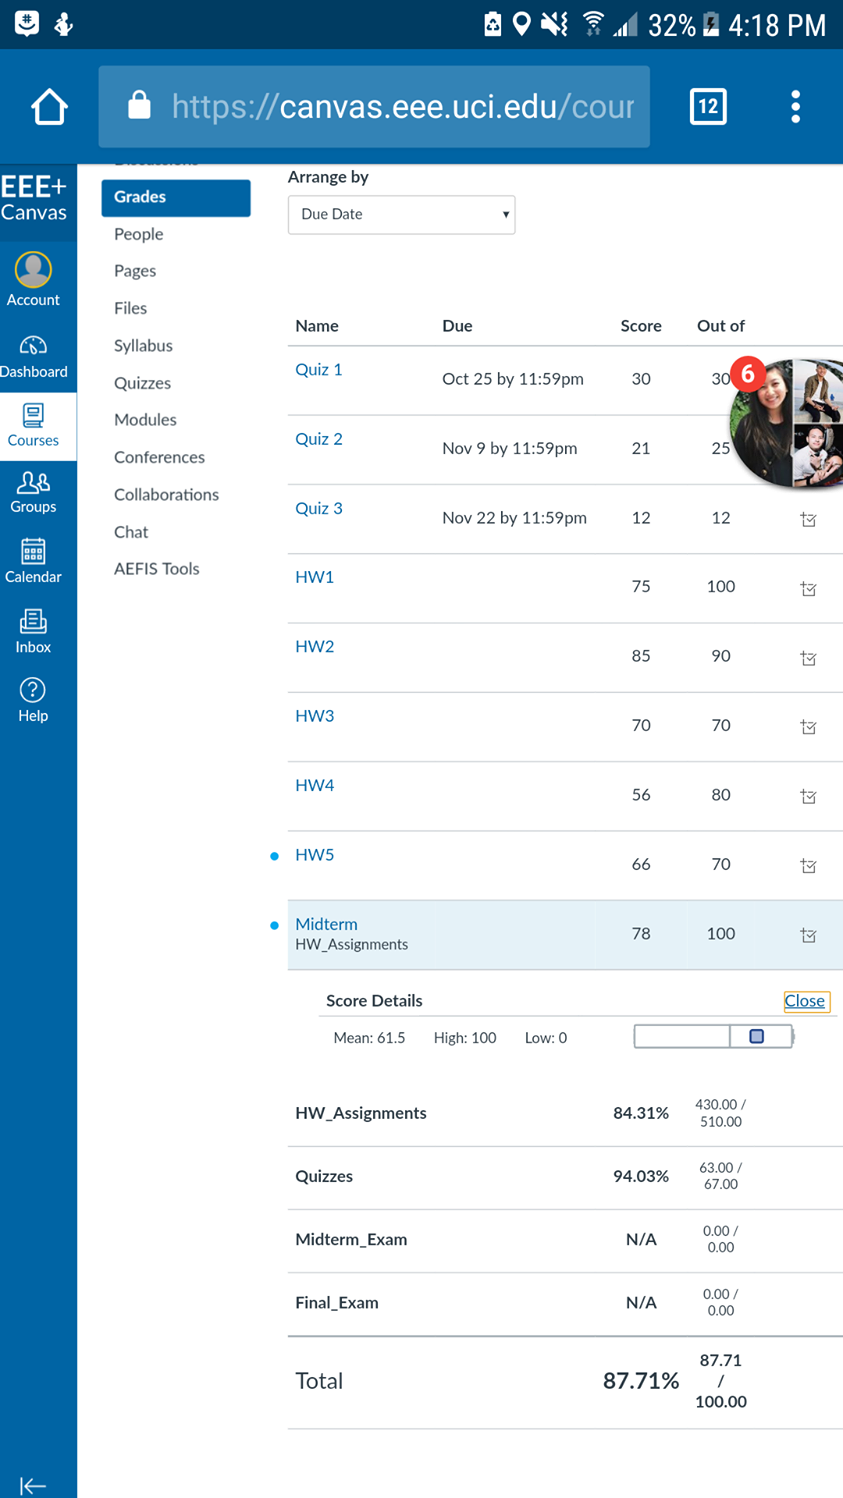 32% 4:18 PM
https://canvas.eee.uci.edu/cour
12
EEE+
Canvas
Account
Dashboard
Courses
Groups
Calendar
Inbox
Help
Discussions
Grades
People
Pages
Files
Syllabus
Quizzes
Modules
Conferences
Collaborations
Chat
AEFIS Tools
Arrange by
Due Date
Name Due Score Out of
Quiz 1 Oct 25 by 11:59pm 30 30
6
Quiz 2 Nov 9 by 11:59pm 21 25
Quiz 3 Nov 22 by 11:59pm 12 12
HW1 75 100
HW2 85 90
HW3 70 70
HW4 56 80
HW5 66 70
Midterm 78 100
HW_Assignments
Score Details Close
Mean: 61.5 High: 100 Low: 0
HW_Assignments 84.31% 430.00 /
510.00
Quizzes 94.03% 63.00 /
67.00
Midterm_Exam N/A 0.00 /
0.00
Final_Exam N/A 0.00 /
0.00
Total 87.71% 87.71
/
100.00